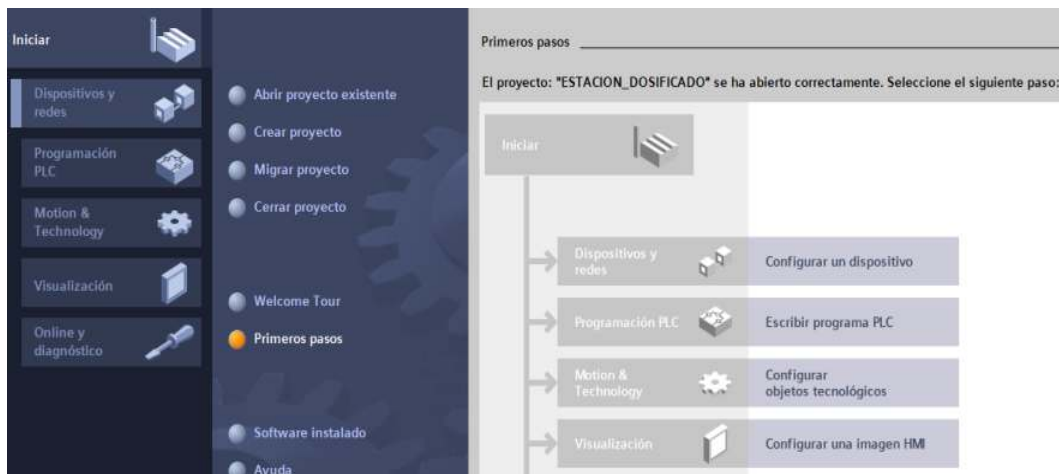 Iniciar
Dispositivos y
redes
Programación
PLC
Motion &
Technology
Visualización
Online y
diagnóstico
Abrir proyecto existente
Crear proyecto
Migrar proyecto
Cerrar proyecto
Welcome Tour
Primeros pasos
Software instalado
Ayuda
Primeros pasos
El proyecto: "ESTACION_DOSIFICADO" se ha abierto correctamente. Seleccione el siguiente paso:
Iniciar
Dispositivos y
redes
Configurar un dispositivo
Programación PLC
Escribir programa PLC
Motion &
Technology
Configurar
objetos tecnológicos
Visualización
Configurar una imagen HMI